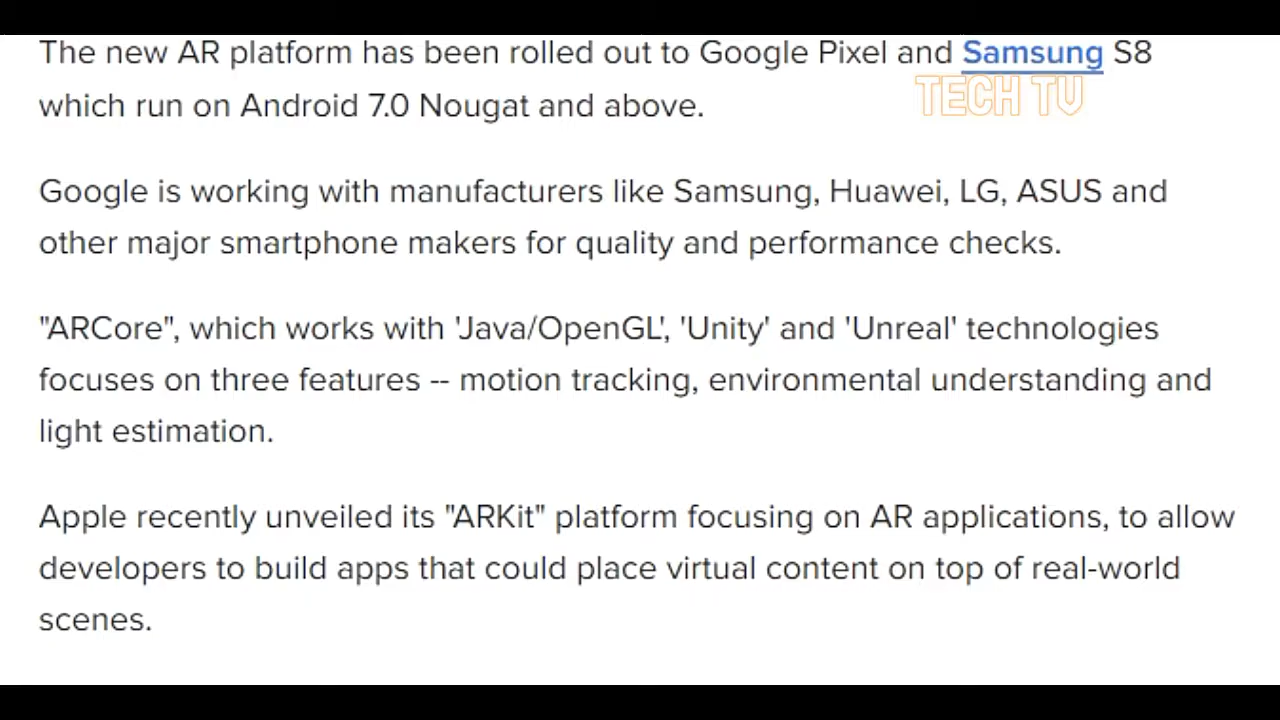 The new AR platform has been rolled out to Google Pixel and Samsung S8
TECH TV
which run on Android 7.0 Nougat and above.
Google is working with manufacturers like Samsung, Huawei, LG, ASUS and
other major smartphone makers for quality and performance checks.
"ARCore", which works with 'Java/OpenGL', 'Unity' and 'Unreal' technologies
focuses on three features -- motion tracking, environmental understanding and
light estimation.
Apple recently unveiled its "ARKit" platform focusing on AR applications, to allow
developers to build apps that could place virtual content on top of real-world
scenes.